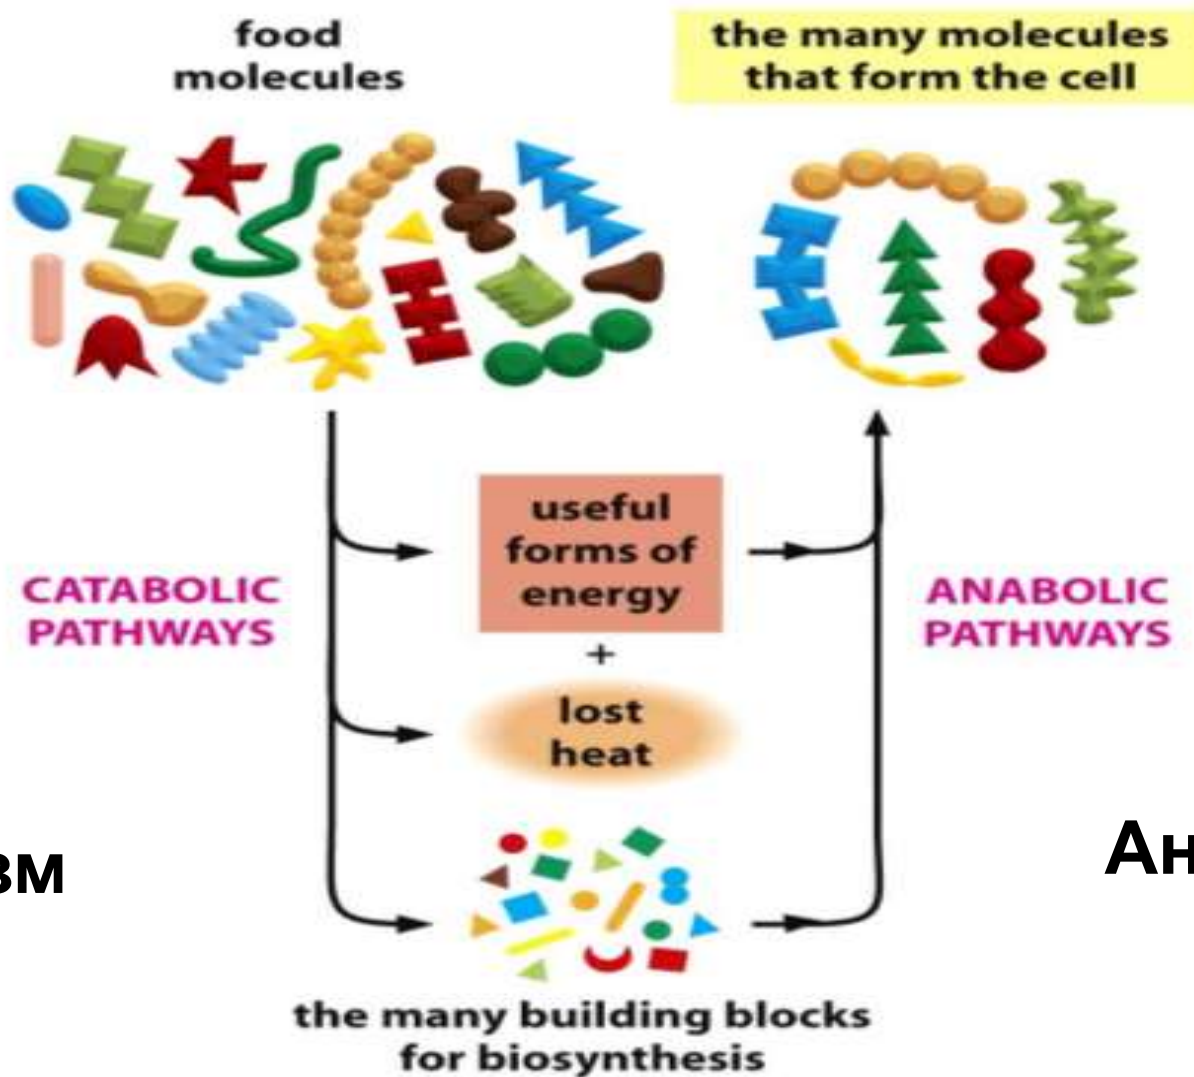 food
molecules
the many molecules
that form the cell
useful
forms of
energy
CATABOLIC
PATHWAYS
+
ANABOLIC
PATHWAYS
lost
heat
зм
Ан
the many building blocks
for biosynthesis